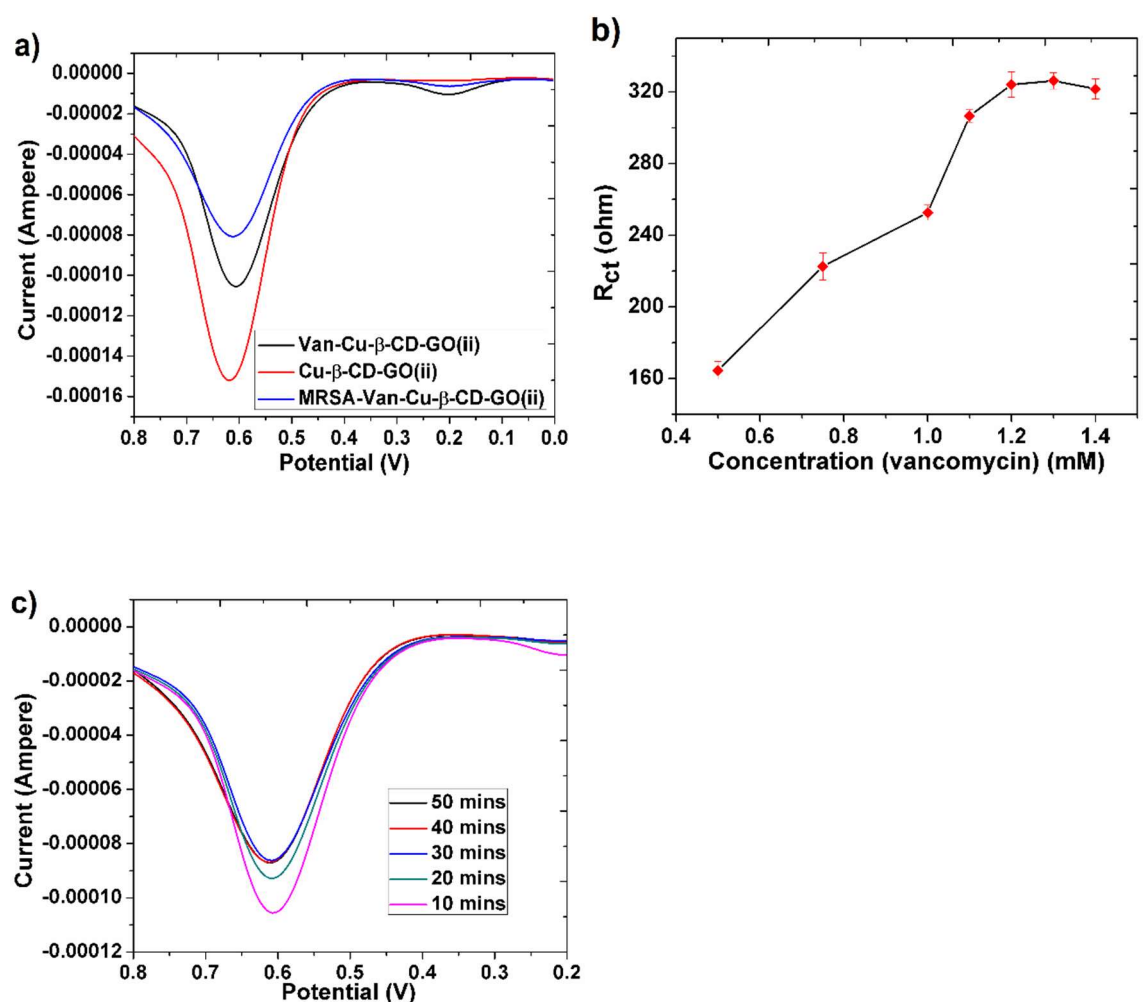 a)
0.00000
-0.00002
-0.00004
-0.00006
-0.00008
-0.00010
-0.00012
-0.00014
-0.00016
Current (Ampere)
Van-Cu-β-CD-GO(ii)
Cu-β-CD-GO(ii)
MRSA-Van-Cu-β-CD-GO(ii)
0.8 0.7 0.6 0.5 0.4 0.3 0.2 0.1 0.0
Potential (V)
b)
320
280
240
200
160
Rct (ohm)
0.4 0.6 0.8 1.0 1.2 1.4
Concentration (vancomycin) (mM)
c)
0.00000
-0.00002
-0.00004
-0.00006
-0.00008
-0.00010
-0.00012
Current (Ampere)
50 mins
40 mins
30 mins
20 mins
10 mins
0.8 0.7 0.6 0.5 0.4 0.3 0.2
Potential (V)